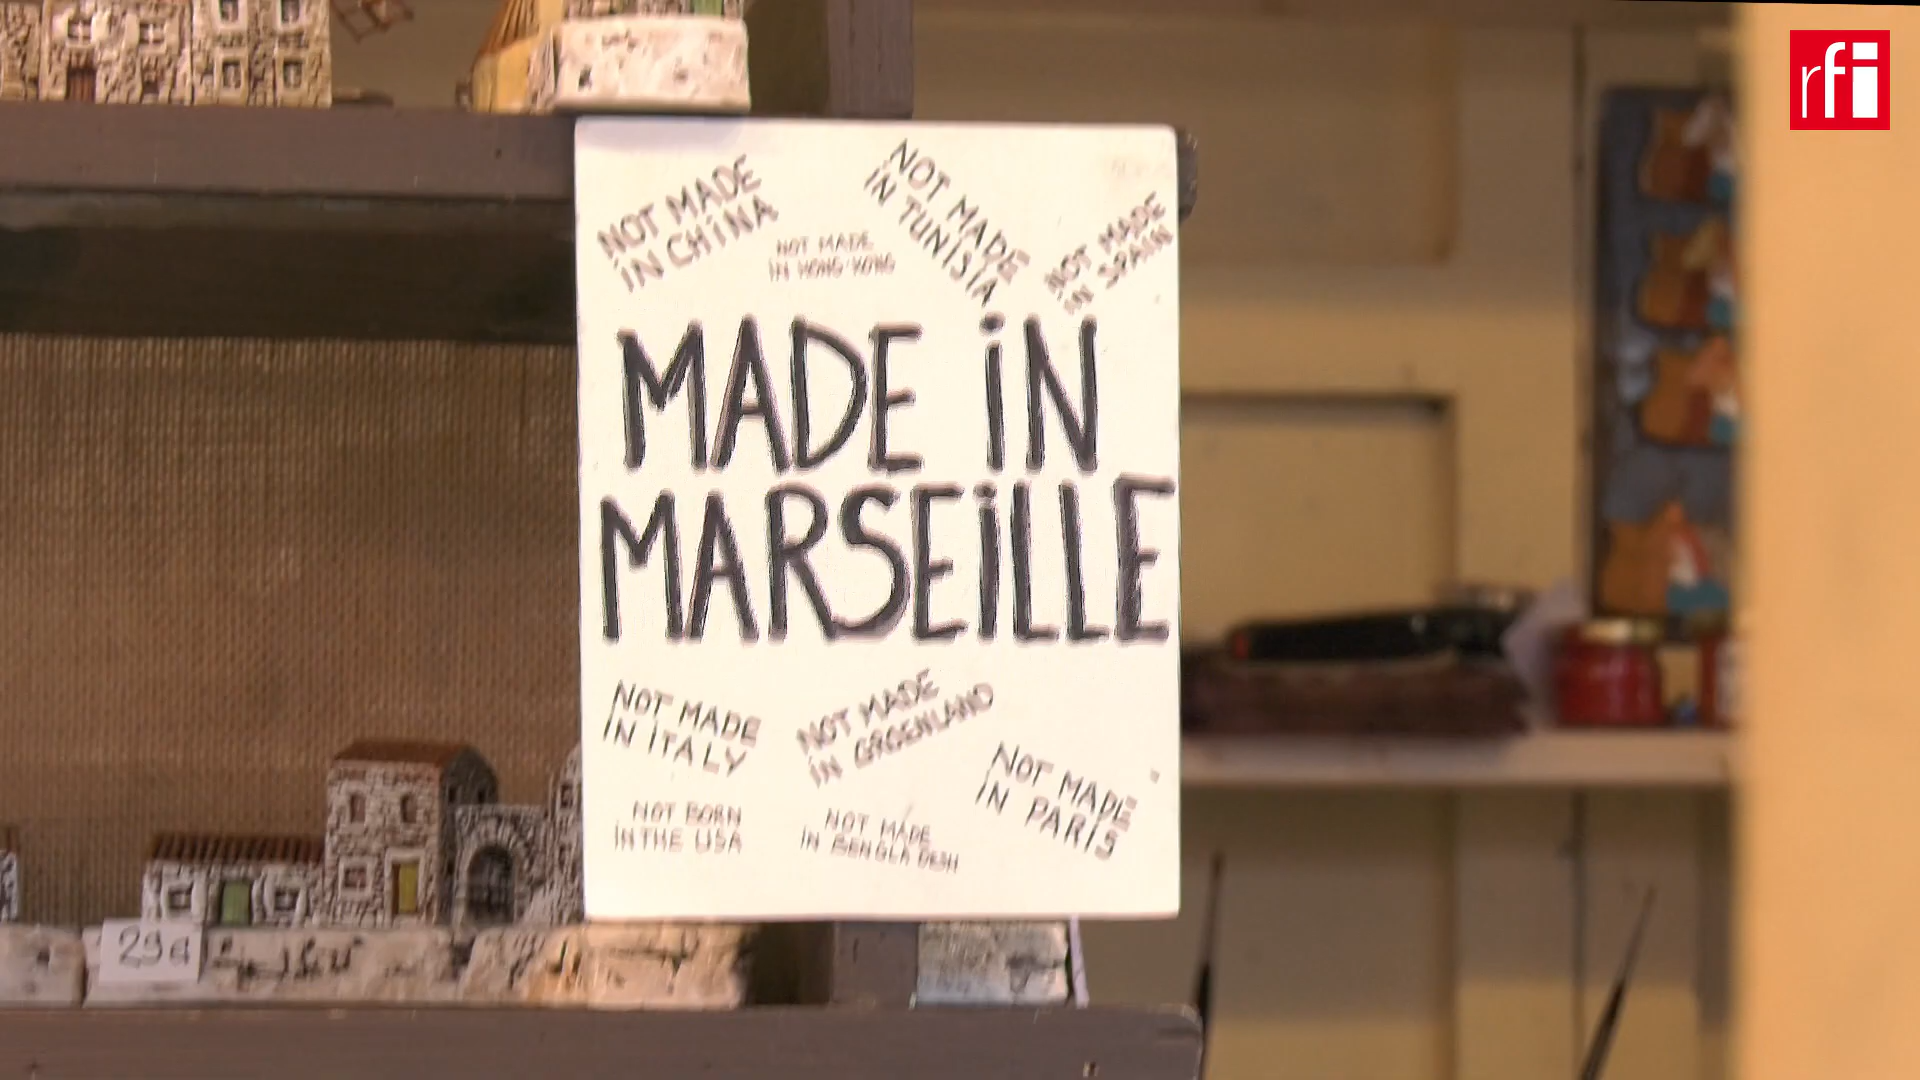 rfi
NOT MADE
IN CHINA
NOT MADE
IN HONG-KONG
NOT MADE
IN TUNISIA
NOT MADE
IN SPAIN
MADE IN
MARSEILLE
NOT MADE
IN ITALY
NOT MADE
IN GROENLAND
NOT MADE
IN PARIS
NOT BORN
IN THE USA
NOT MADE
IN BENGLA DESH
29a